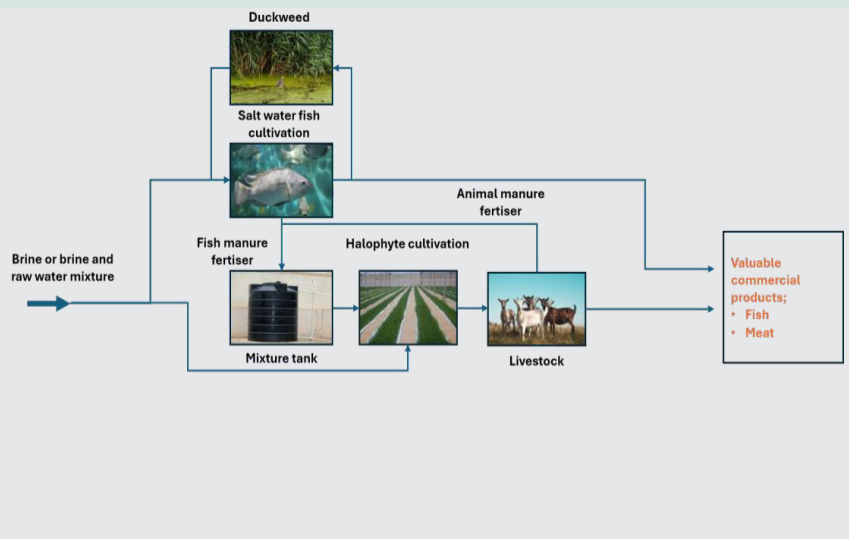 Duckweed
Salt water fish
cultivation
Animal manure
fertiser
Fish manure
fertiser
Halophyte cultivation
Brine or brine and
raw water mixture
Valuable
commercial
products;
• Fish
• Meat
Mixture tank
Livestock